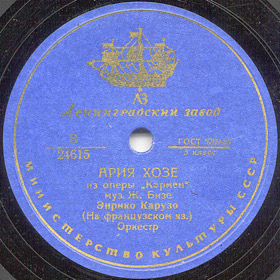 ЛЗ
Ленинградский завод
В
24615
ГОСТ
3 класс
АРИЯ ХОЗЕ
из оперы „Кармен"
муз. Ж. Бизе
Энрико Карузо
(На французском яз.)
Оркестр
МИНИСТЕРСТВО КУЛЬТУРЫ СССР